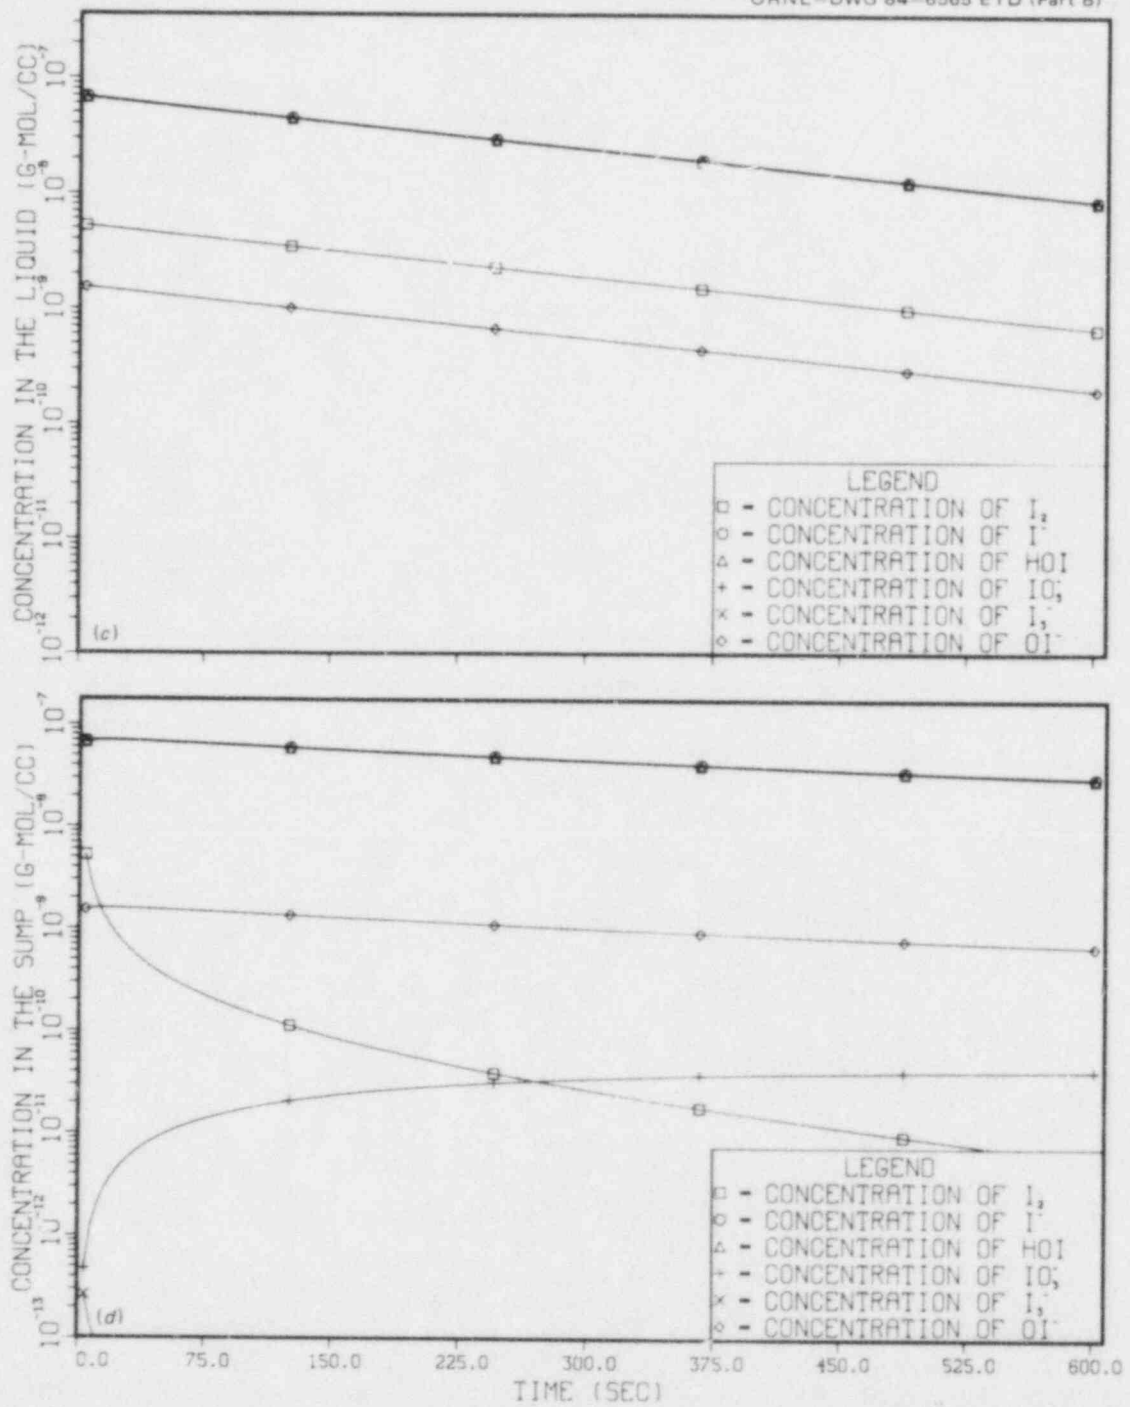 CONCENTRATION IN THE LIQUID (G-MOL/CC)
10⁻⁷
10⁻⁸
10⁻⁹
10⁻¹⁰
10⁻¹¹
10⁻¹²
(c)
LEGEND
□ - CONCENTRATION OF I₂
○ - CONCENTRATION OF I⁻
△ - CONCENTRATION OF HOI
+ - CONCENTRATION OF IO₃⁻
× - CONCENTRATION OF I₃⁻
◇ - CONCENTRATION OF OI⁻
CONCENTRATION IN THE SUMP (G-MOL/CC)
10⁻⁷
10⁻⁸
10⁻⁹
10⁻¹⁰
10⁻¹¹
10⁻¹²
10⁻¹³
(d)
LEGEND
□ - CONCENTRATION OF I₂
○ - CONCENTRATION OF I⁻
△ - CONCENTRATION OF HOI
+ - CONCENTRATION OF IO₃⁻
× - CONCENTRATION OF I₃⁻
◇ - CONCENTRATION OF OI⁻
0.0 75.0 150.0 225.0 300.0 375.0 450.0 525.0 600.0
TIME (SEC)